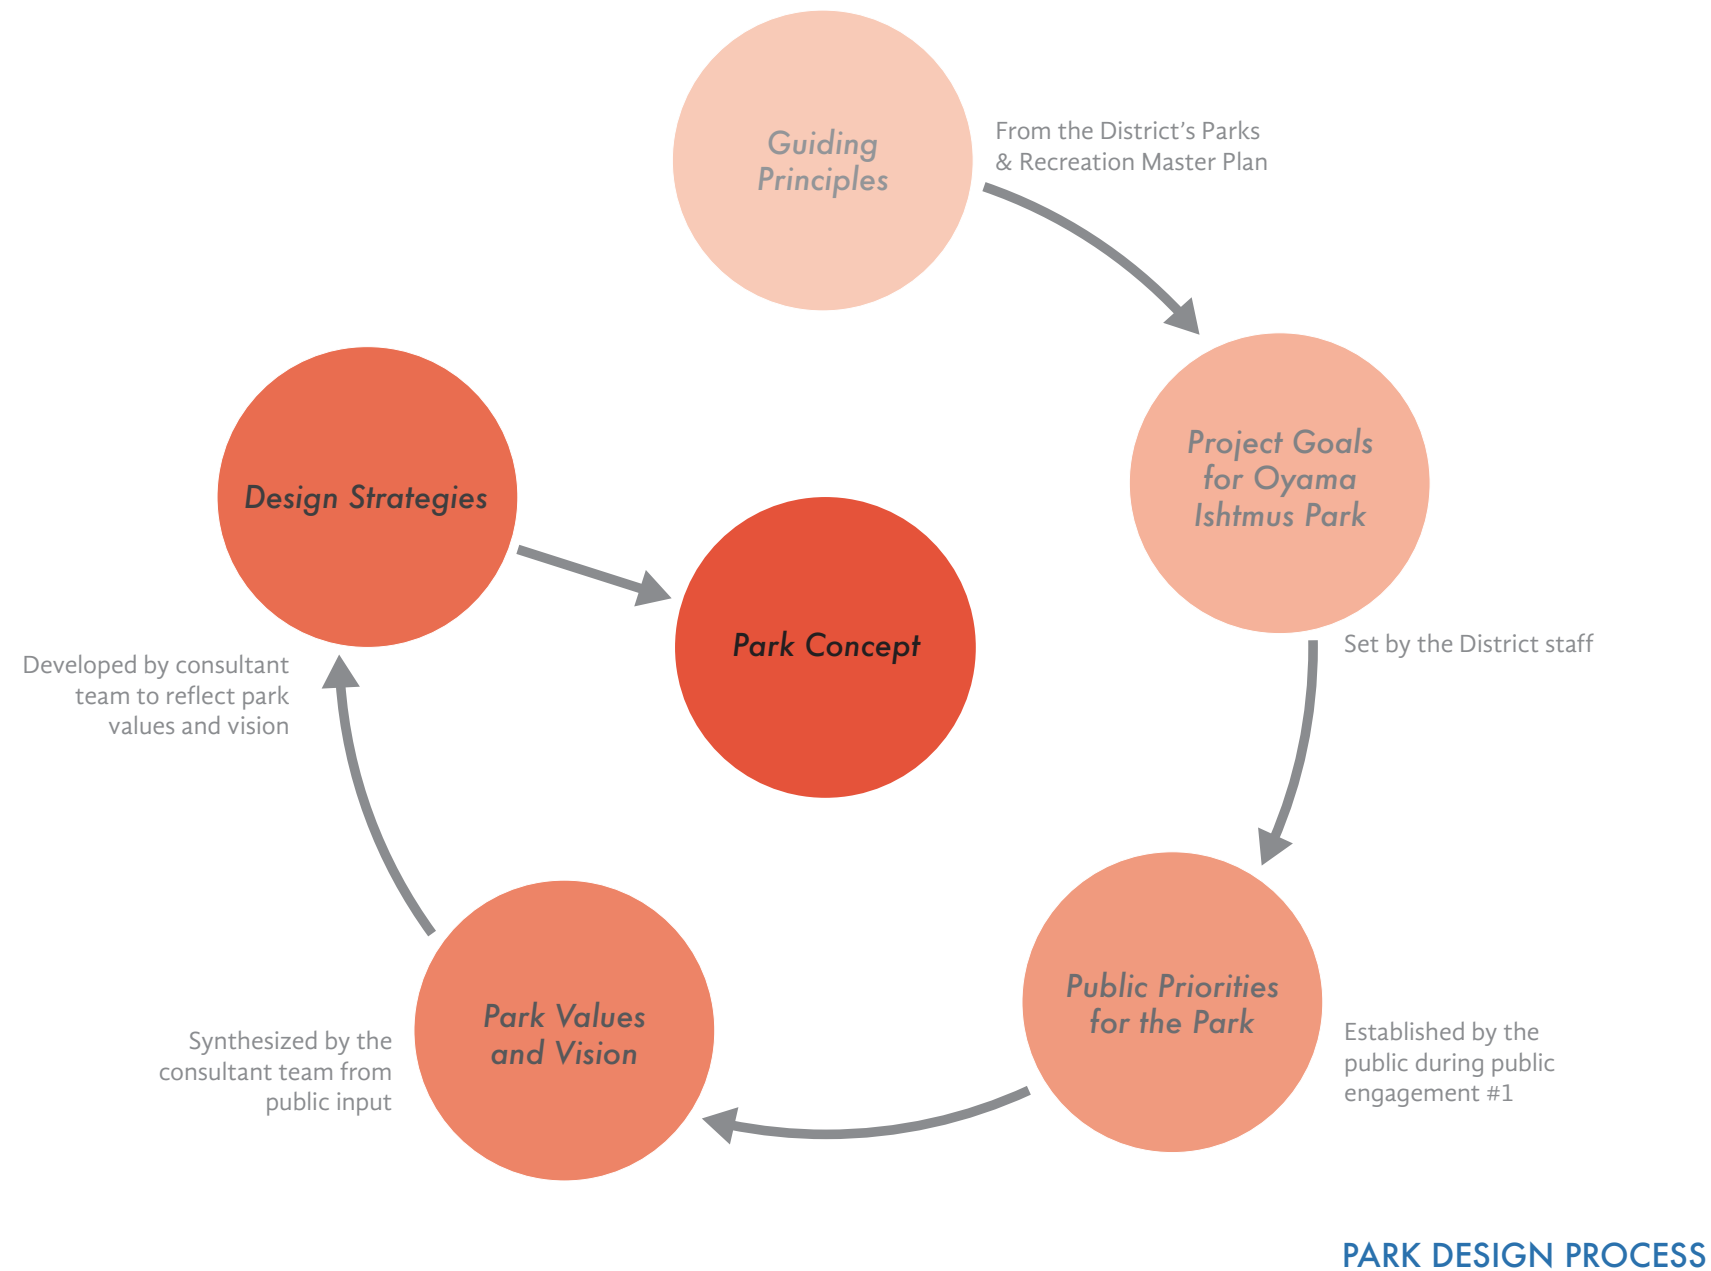 Guiding
Principles
From the District’s Parks
& Recreation Master Plan
Project Goals
for Oyama
Ishtmus Park
Set by the District staff
Public Priorities
for the Park
Established by the
public during public
engagement #1
Park Values
and Vision
Synthesized by the
consultant team from
public input
Design Strategies
Developed by consultant
team to reflect park
values and vision
Park Concept
PARK DESIGN PROCESS